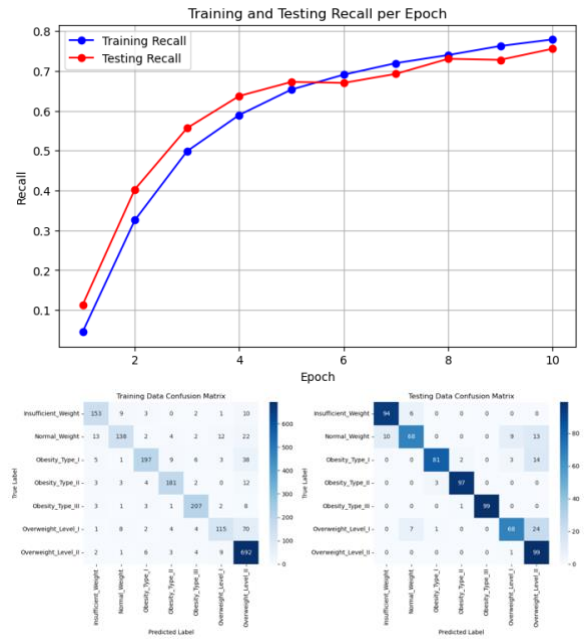 Training and Testing Recall per Epoch
Training Recall
Testing Recall
Recall
0.8
0.7
0.6
0.5
0.4
0.3
0.2
0.1
2 4 6 8 10
Epoch
Training Data Confusion Matrix
True Label
Insufficient_Weight 153 9 3 0 2 1 10
Normal_Weight 13 138 2 4 2 12 22
Obesity_Type_I 5 1 197 9 6 3 38
Obesity_Type_II 3 3 4 181 2 0 12
Obesity_Type_III 3 1 3 1 207 2 8
Overweight_Level_I 1 8 2 4 4 115 70
Overweight_Level_II 2 1 6 3 4 9 692
Insufficient_Weight
Normal_Weight
Obesity_Type_I
Obesity_Type_II
Obesity_Type_III
Overweight_Level_I
Overweight_Level_II
Predicted Label
600
500
400
300
200
100
0
Testing Data Confusion Matrix
True Label
Insufficient_Weight 94 6 0 0 0 0 0
Normal_Weight 10 68 0 0 0 9 13
Obesity_Type_I 0 0 81 2 0 3 14
Obesity_Type_II 0 0 3 97 0 0 0
Obesity_Type_III 0 0 0 1 99 0 0
Overweight_Level_I 0 7 1 0 0 68 24
Overweight_Level_II 0 0 0 0 0 1 99
Insufficient_Weight
Normal_Weight
Obesity_Type_I
Obesity_Type_II
Obesity_Type_III
Overweight_Level_I
Overweight_Level_II
Predicted Label
80
60
40
20
0